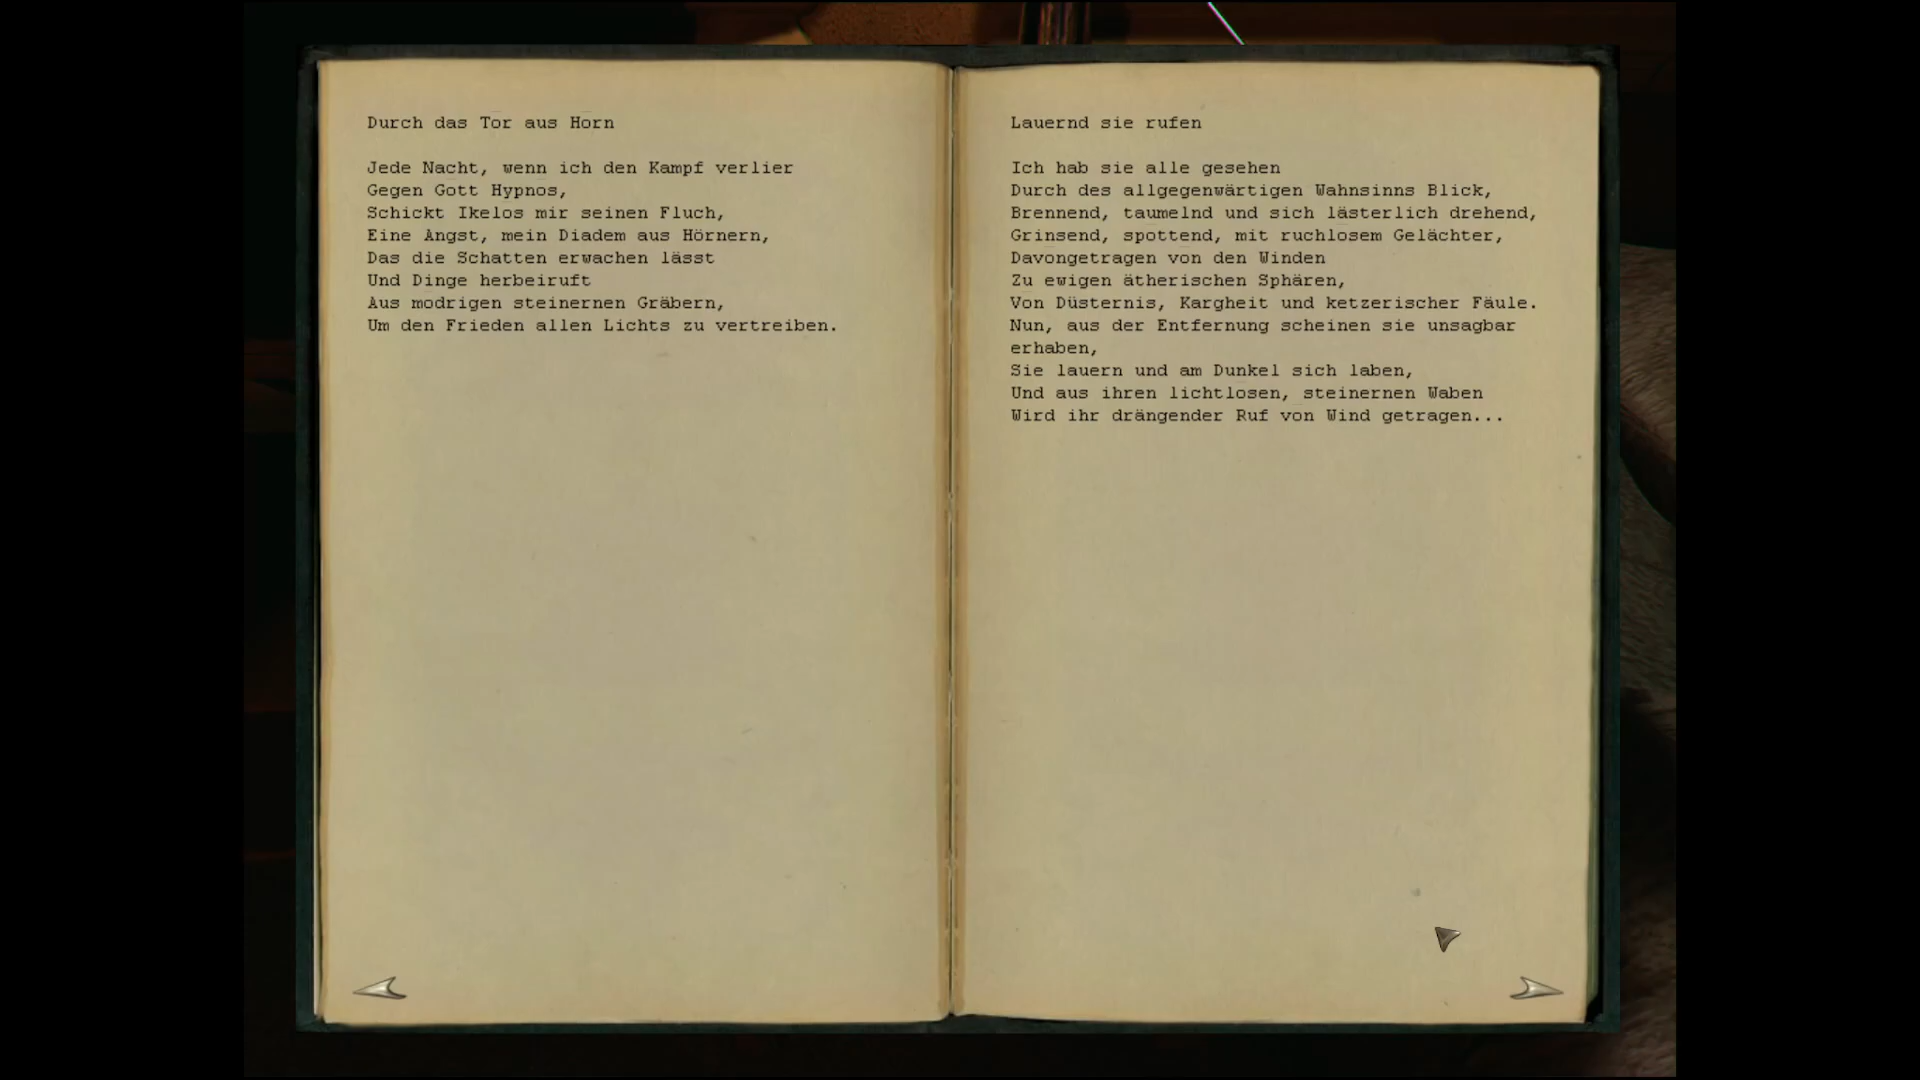 Durch das Tor aus Horn
Jede Nacht, wenn ich den Kampf verlier
Gegen Gott Hypnos,
Schickt Ikelos mir seinen Fluch,
Eine Angst, mein Diadem aus Hörnern,
Das die Schatten erwachen lässt
Und Dinge herbeiruft
Aus modrigen steinernen Gräbern,
Um den Frieden allen Lichts zu vertreiben.
Lauernd sie rufen
Ich hab sie alle gesehen
Durch des allgegenwärtigen Wahnsinns Blick,
Brennend, taumelnd und sich lästerlich drehend,
Grinsend, spottend, mit ruchlosem Gelächter,
Davongetragen von den Winden
Zu ewigen ätherischen Sphären,
Von Düsternis, Kargheit und ketzerischer Fäule.
Nun, aus der Entfernung scheinen sie unsagbar
erhaben,
Sie lauern und am Dunkel sich laben,
Und aus ihren lichtlosen, steinernen Waben
Wird ihr drängender Ruf von Wind getragen...